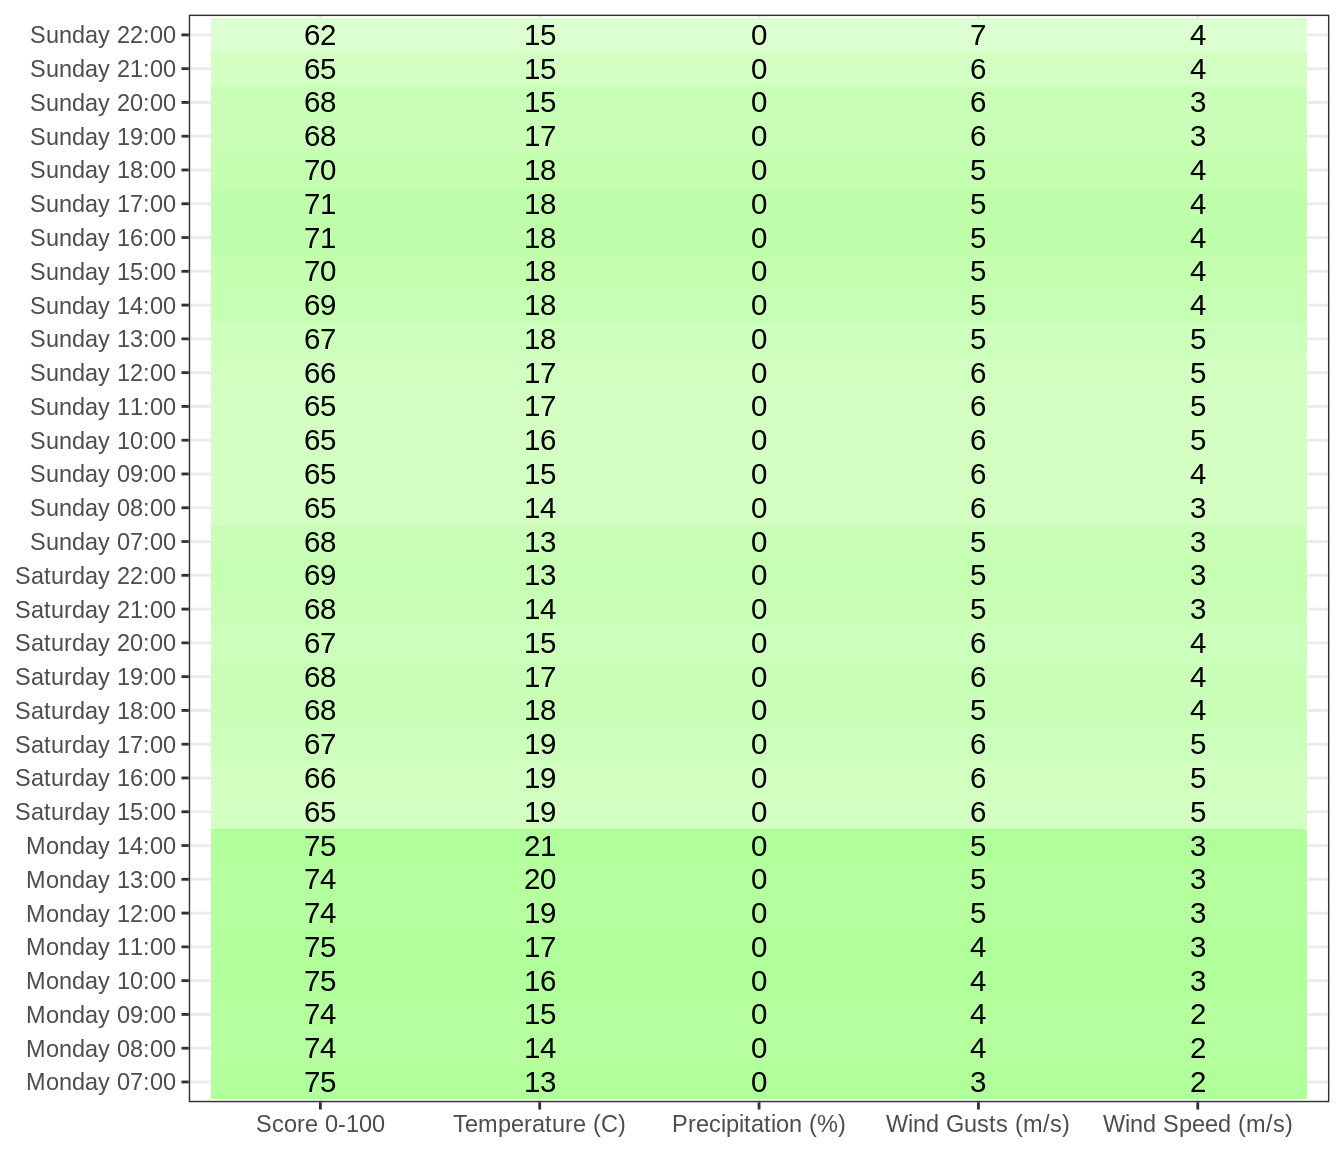 Sunday 22:00 62 15 0 7 4
Sunday 21:00 65 15 0 6 4
Sunday 20:00 68 15 0 6 3
Sunday 19:00 68 17 0 6 3
Sunday 18:00 70 18 0 5 4
Sunday 17:00 71 18 0 5 4
Sunday 16:00 71 18 0 5 4
Sunday 15:00 70 18 0 5 4
Sunday 14:00 69 18 0 5 4
Sunday 13:00 67 18 0 5 5
Sunday 12:00 66 17 0 6 5
Sunday 11:00 65 17 0 6 5
Sunday 10:00 65 16 0 6 5
Sunday 09:00 65 15 0 6 4
Sunday 08:00 65 14 0 6 3
Sunday 07:00 68 13 0 5 3
Saturday 22:00 69 13 0 5 3
Saturday 21:00 68 14 0 5 3
Saturday 20:00 67 15 0 6 4
Saturday 19:00 68 17 0 6 4
Saturday 18:00 68 18 0 5 4
Saturday 17:00 67 19 0 6 5
Saturday 16:00 66 19 0 6 5
Saturday 15:00 65 19 0 6 5
Monday 14:00 75 21 0 5 3
Monday 13:00 74 20 0 5 3
Monday 12:00 74 19 0 5 3
Monday 11:00 75 17 0 4 3
Monday 10:00 75 16 0 4 3
Monday 09:00 74 15 0 4 2
Monday 08:00 74 14 0 4 2
Monday 07:00 75 13 0 3 2
Score 0-100 Temperature (C) Precipitation (%) Wind Gusts (m/s) Wind Speed (m/s)